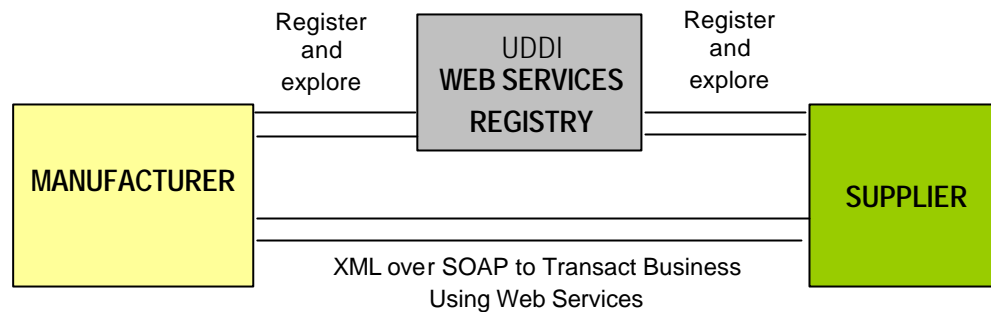 Register
and
explore
UDDI
WEB SERVICES
REGISTRY
Register
and
explore
MANUFACTURER
SUPPLIER
XML over SOAP to Transact Business
Using Web Services